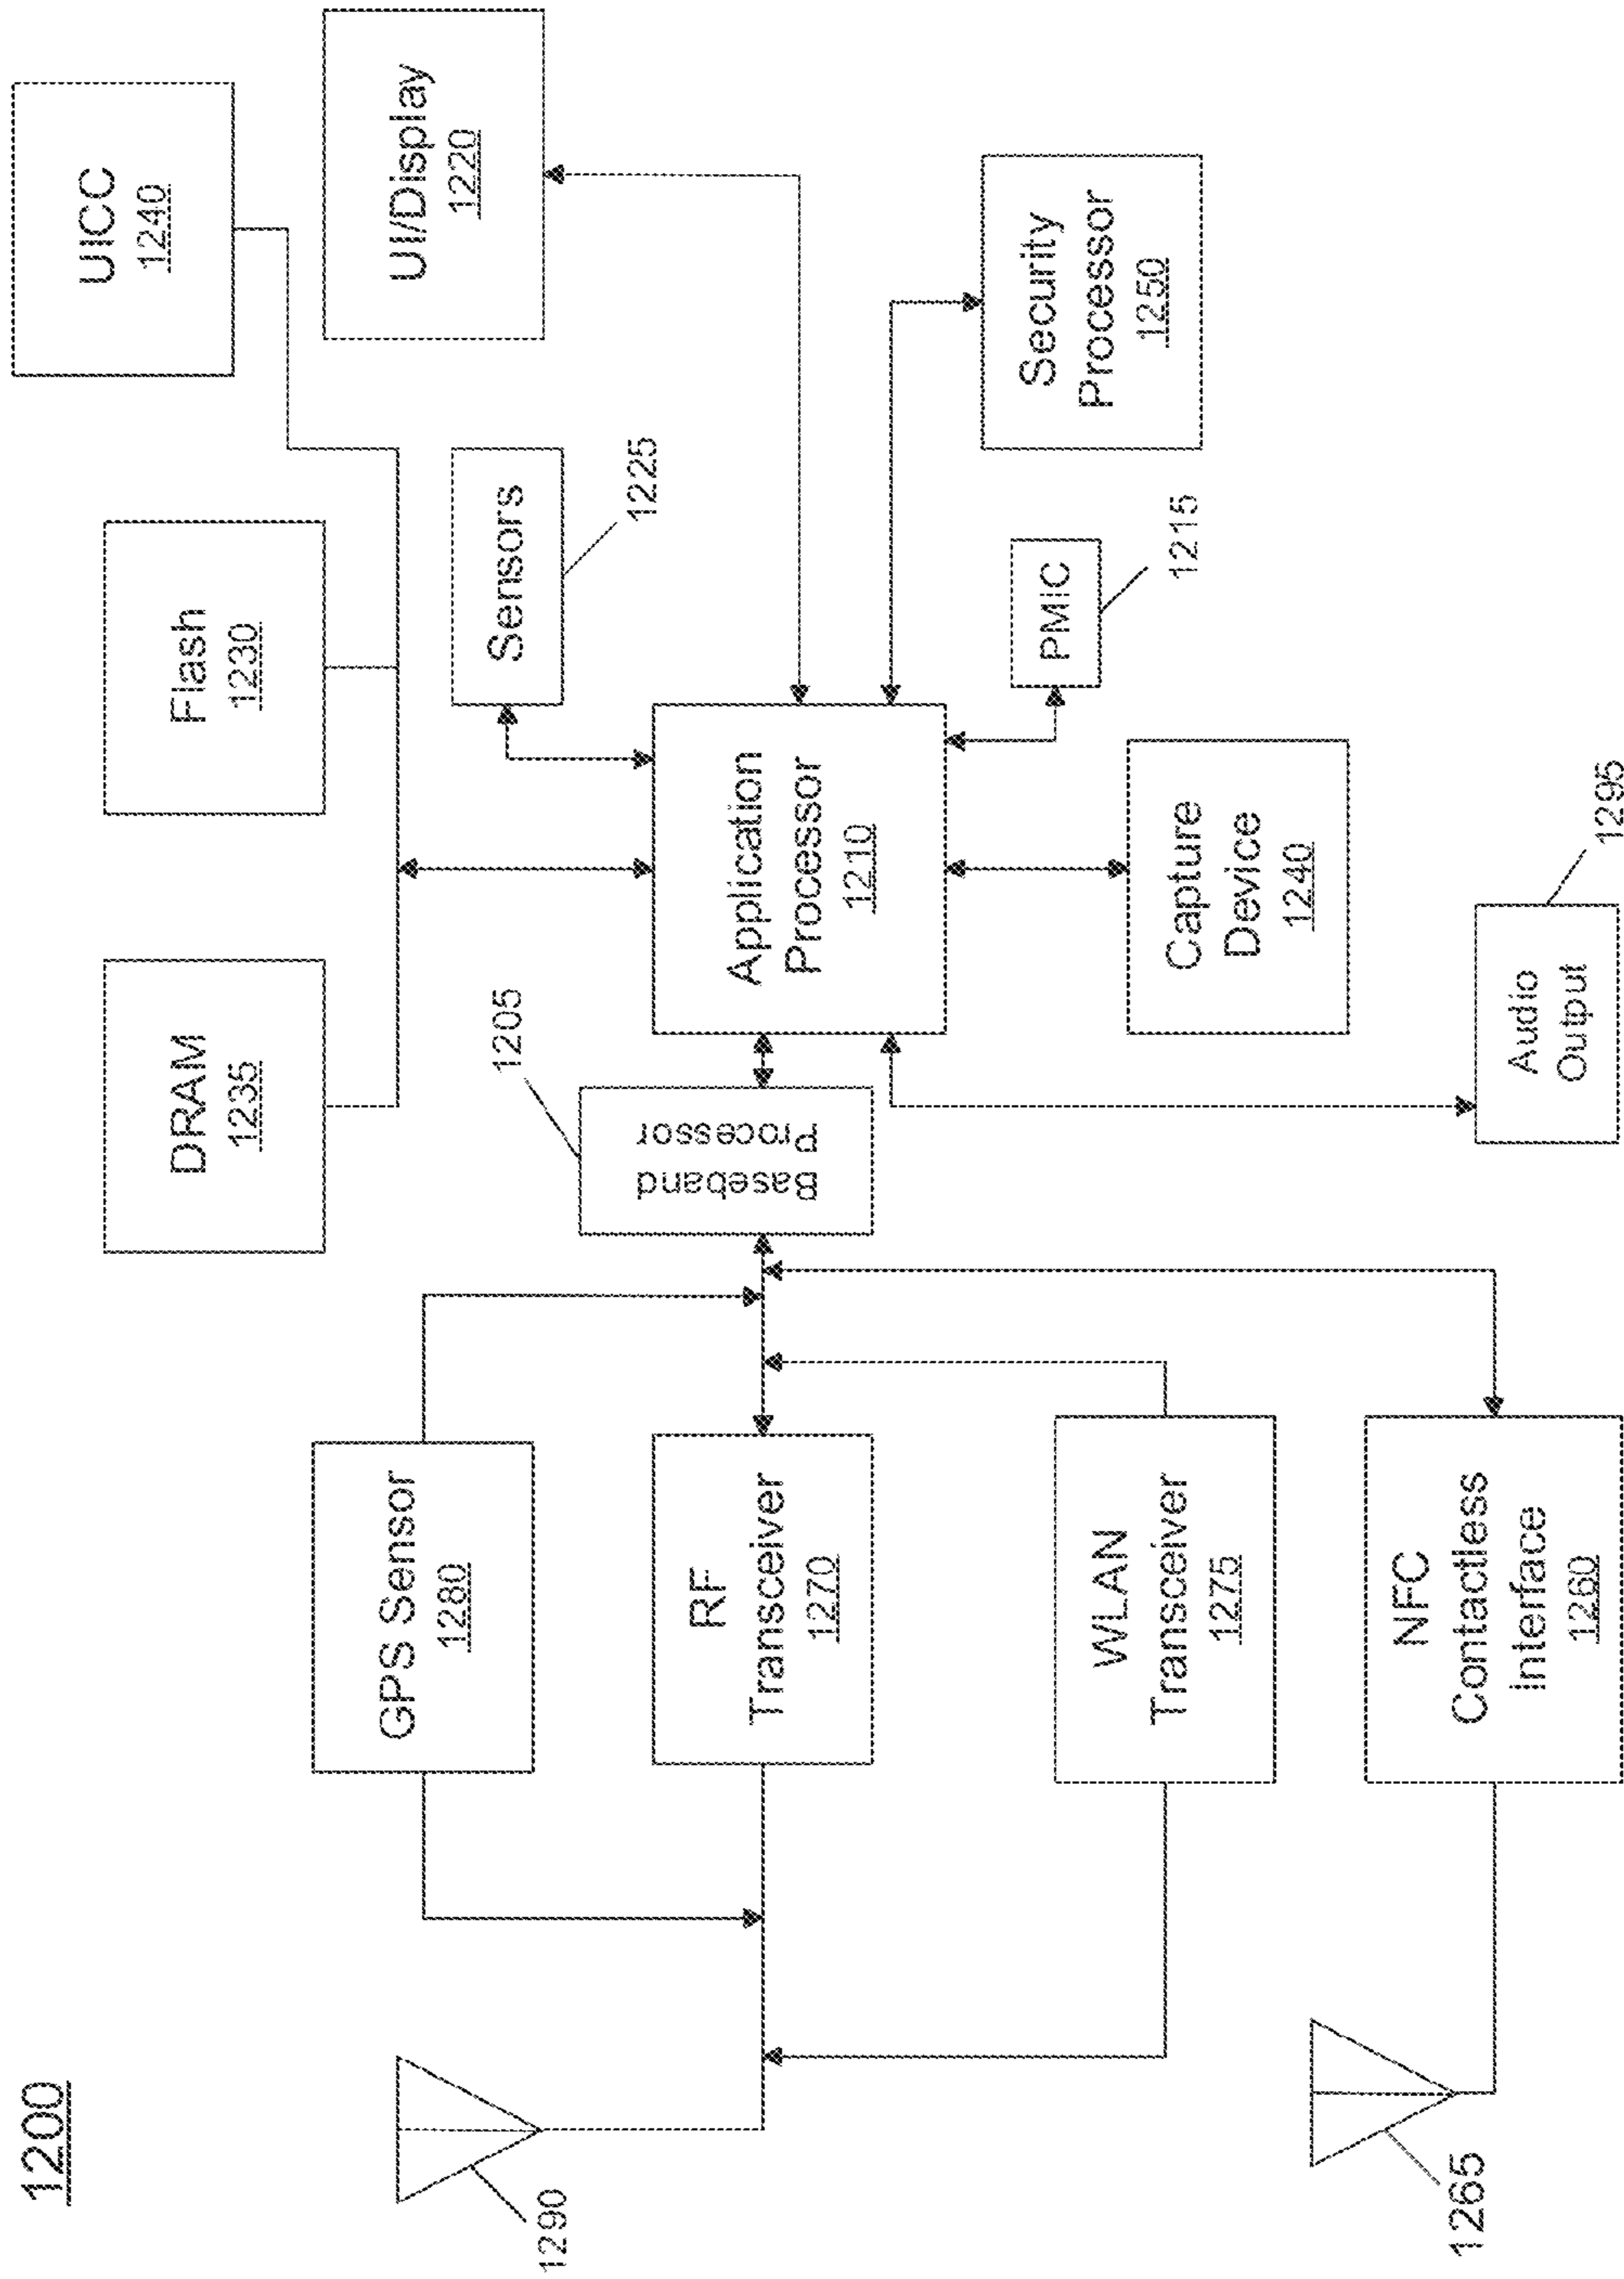 1200
UICC
1240
Flash
1230
DRAM
1235
UI/Display
1220
Sensors
1225
GPS Sensor
1280
1290
1205
Baseband
Processor
Application
Processor
1210
RF
Transceiver
1270
Security
Processor
1250
PMIC
1215
WLAN
Transceiver
1275
Capture
Device
1240
NFC
Contactless
Interface
1260
1265
Audio
Output
1295